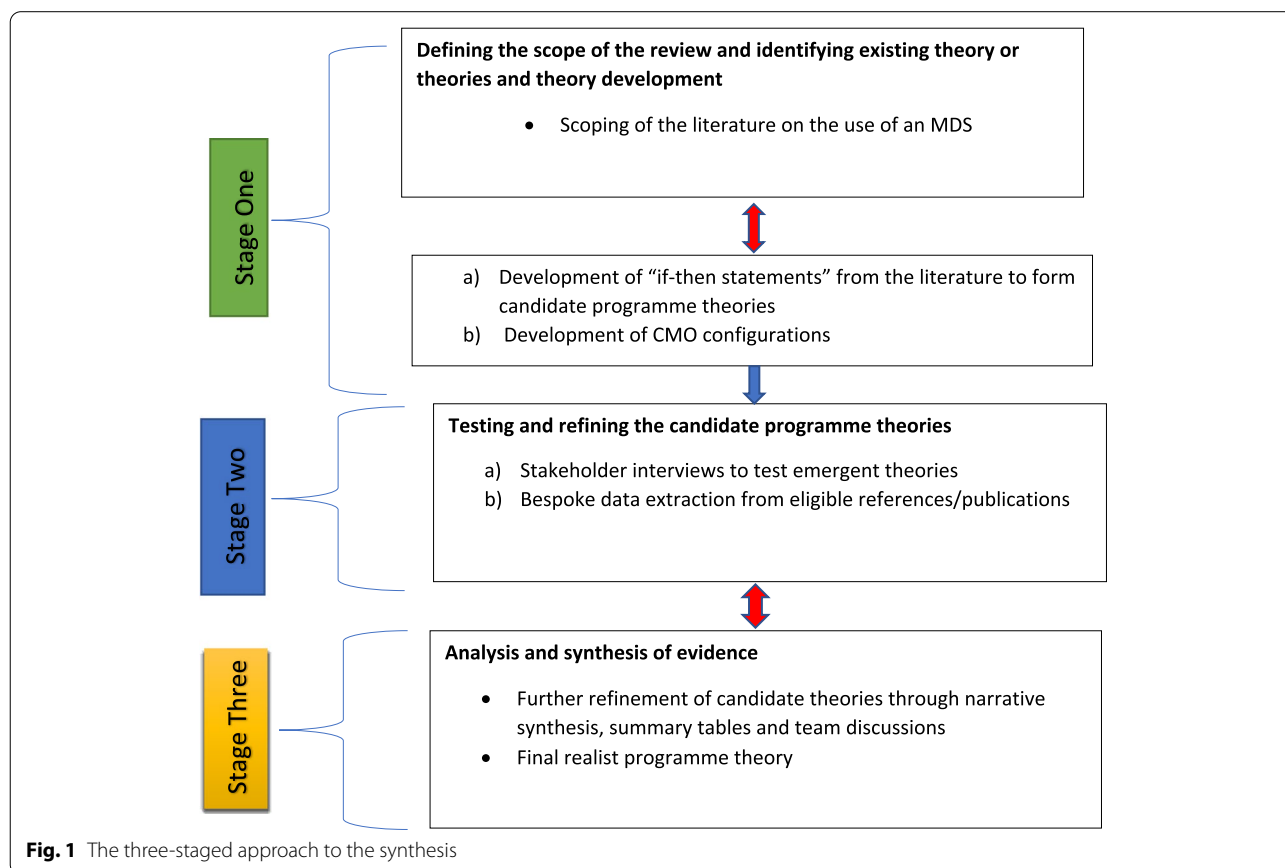 Defining the scope of the review and identifying existing theory or
theories and theory development
• Scoping of the literature on the use of an MDS
Stage One
a) Development of “if-then statements” from the literature to form
candidate programme theories
b) Development of CMO configurations
Stage Two
Testing and refining the candidate programme theories
a) Stakeholder interviews to test emergent theories
b) Bespoke data extraction from eligible references/publications
Stage Three
Analysis and synthesis of evidence
• Further refinement of candidate theories through narrative
synthesis, summary tables and team discussions
• Final realist programme theory
Fig. 1 The three-staged approach to the synthesis